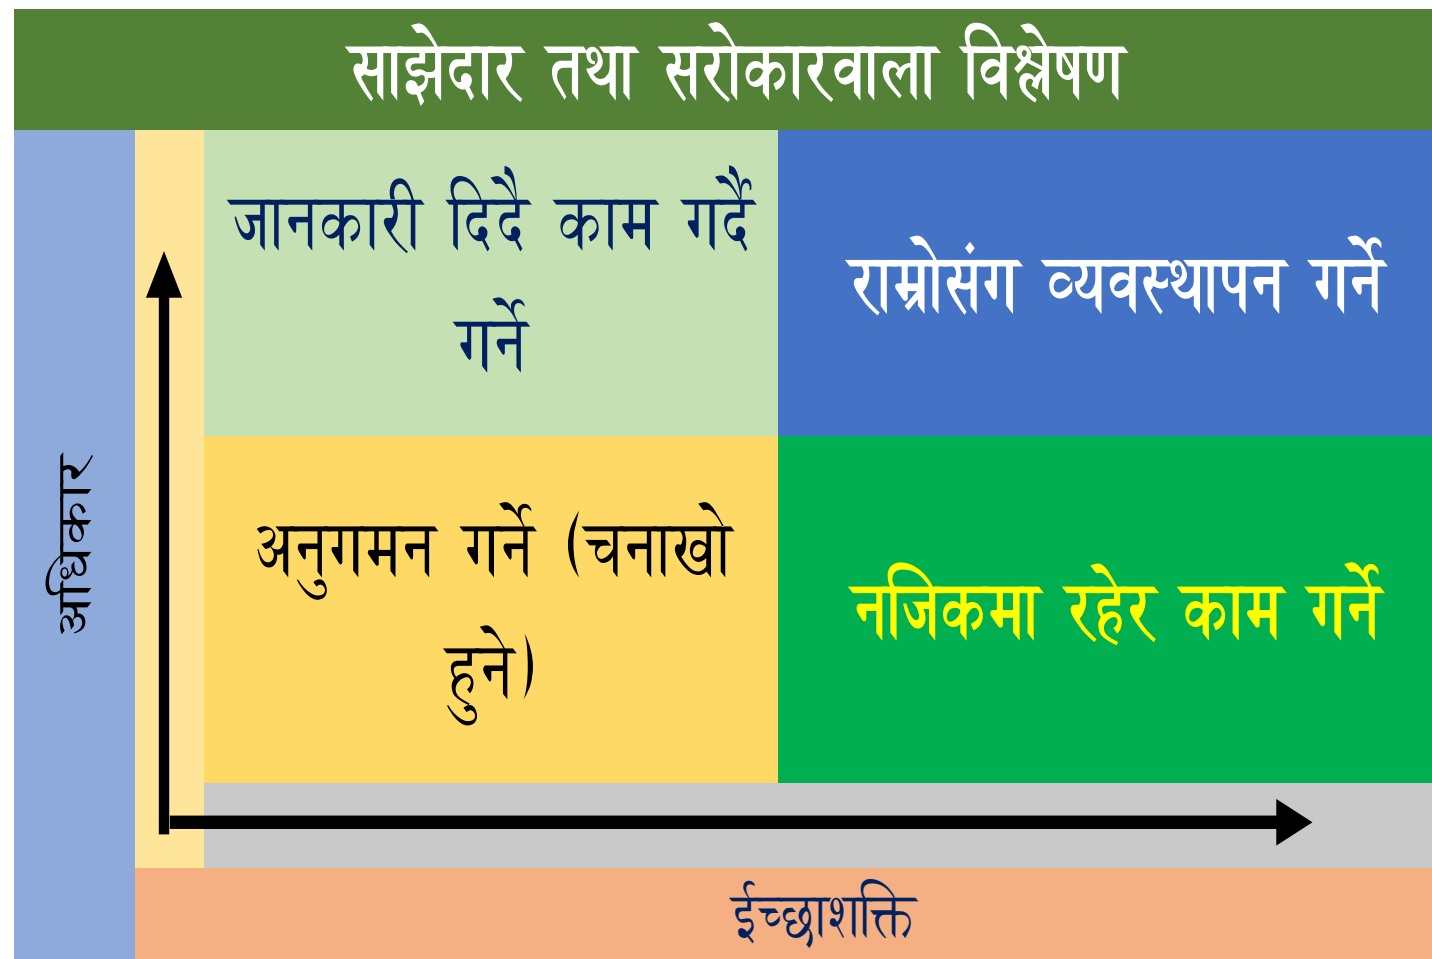 साझेदार तथा सरोकारवाला विश्लेषण
जानकारी दिदै काम गर्दै
गर्ने
राम्रोसंग व्यवस्थापन गर्ने
अधिकार
अनुगमन गर्ने (चनाखो
हुने)
नजिकमा रहेर काम गर्ने
ईच्छाशक्ति